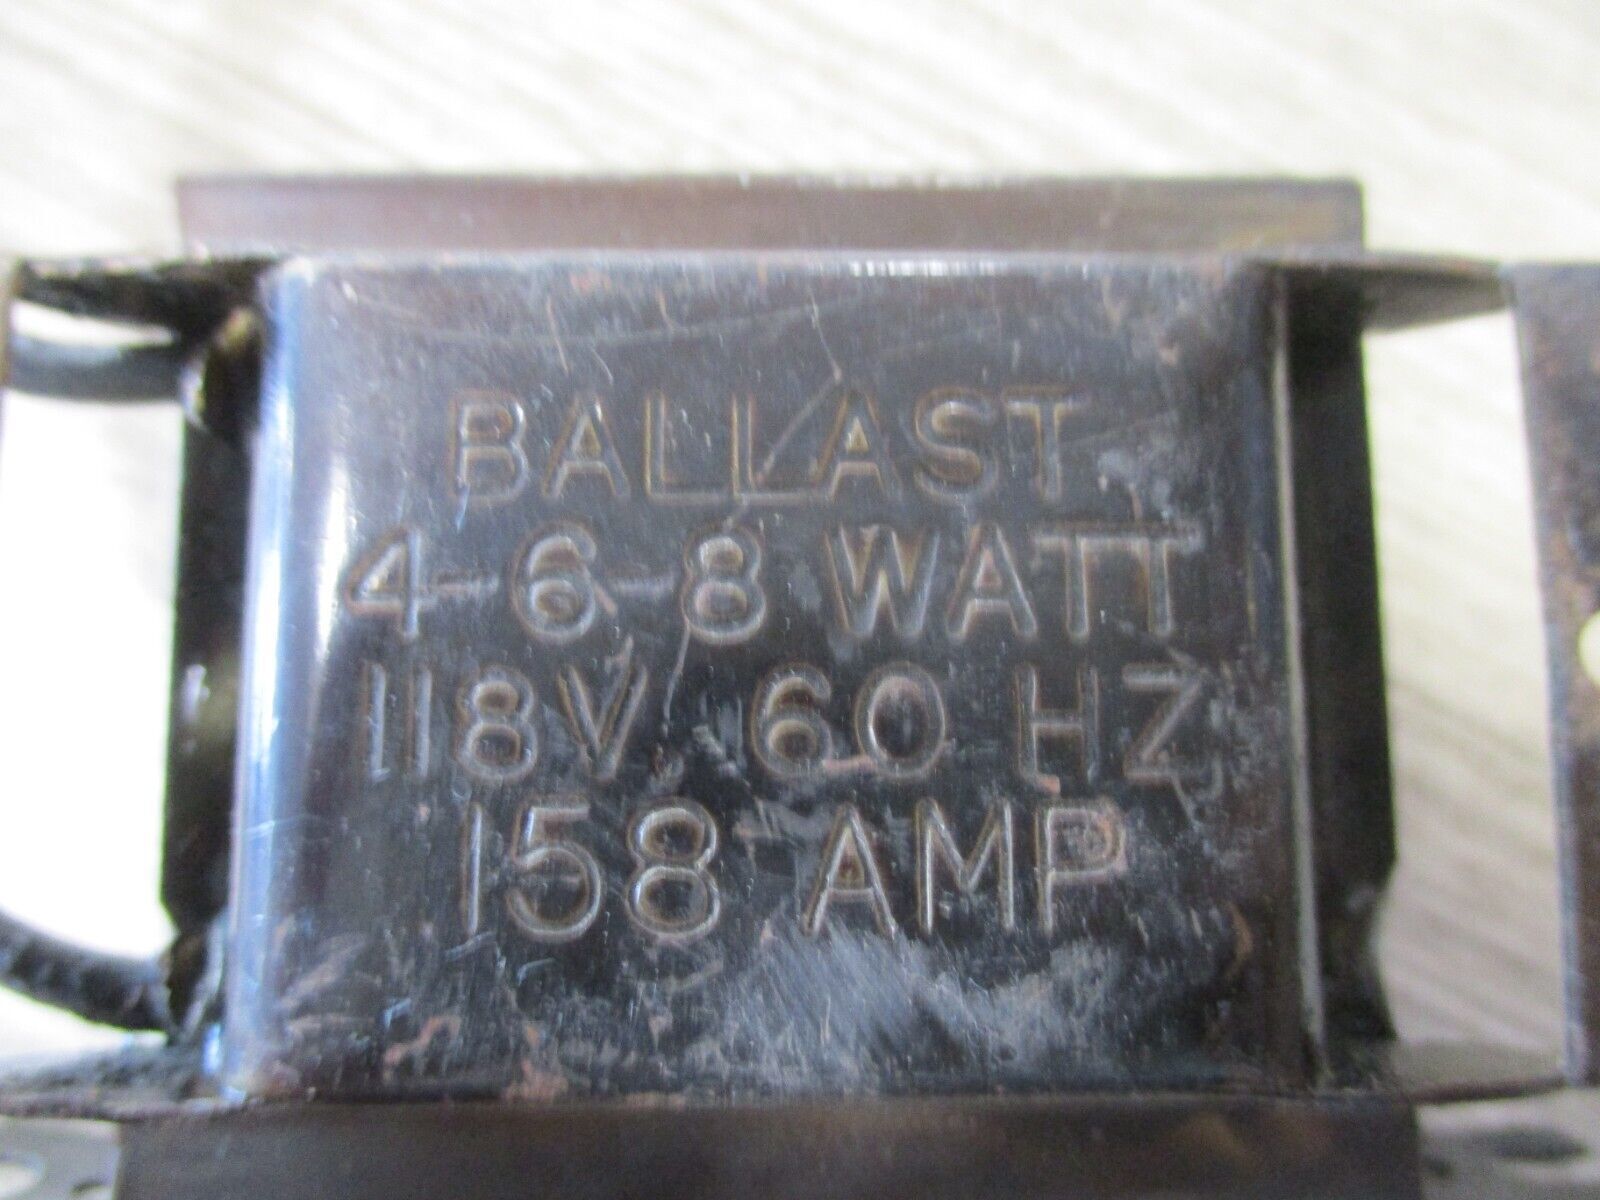 BALLAST
4-6-8 WATT
118V 60 HZ
158 AMP